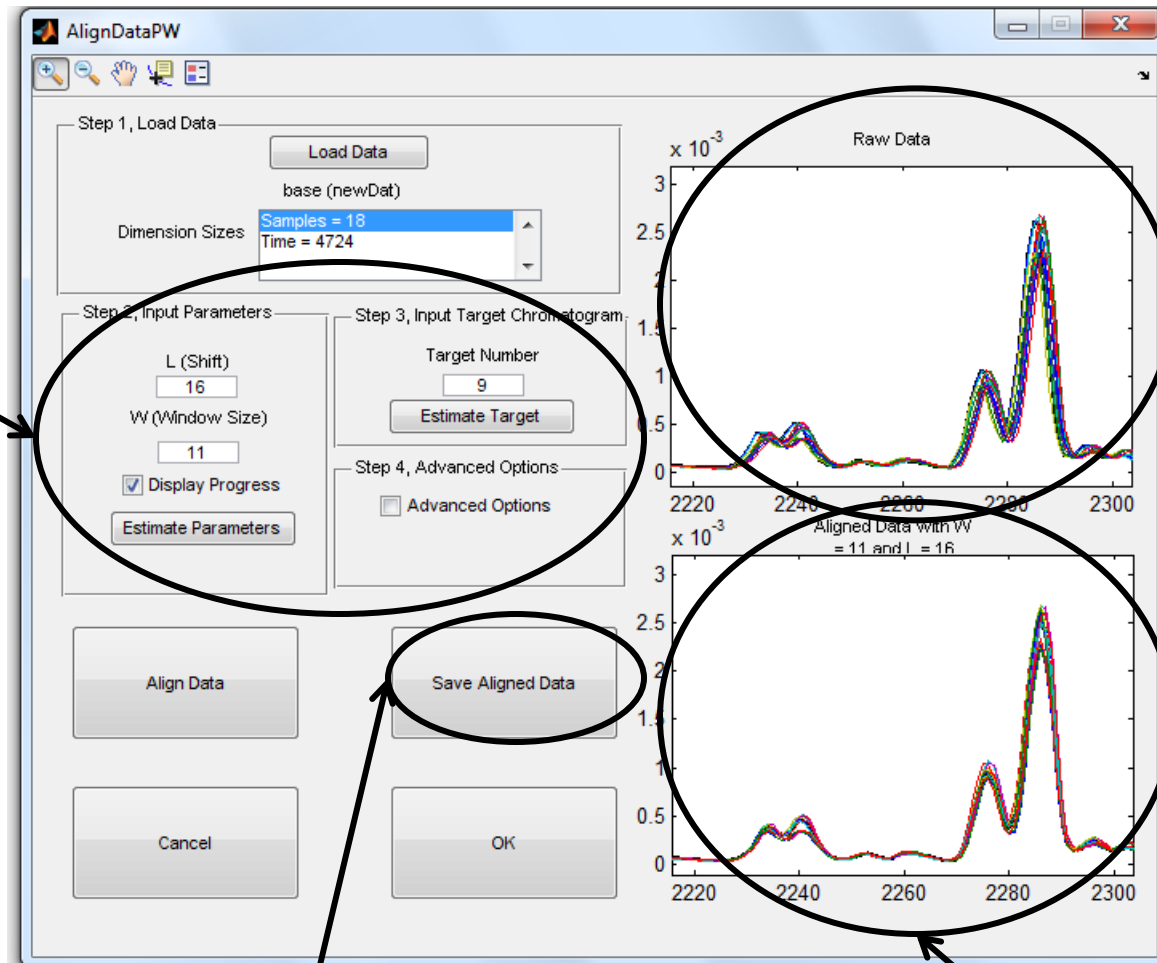 AlignDataPW
Step 1, Load Data
Load Data
base (newDat)
Dimension Sizes
Samples = 18
Time = 4724
Step 2, Input Parameters
L (Shift)
16
W (Window Size)
11
Display Progress
Estimate Parameters
Step 3, Input Target Chromatogram
Target Number
9
Estimate Target
Step 4, Advanced Options
Advanced Options
Align Data
Save Aligned Data
Cancel
OK
Raw Data
x 10^-3
3
2.5
2
1.5
1
0.5
0
2220 2240 2260 2280 2300
Aligned Data with W
= 11 and L = 16
x 10^-3
3
2.5
2
1.5
1
0.5
0
2220 2240 2260 2280 2300